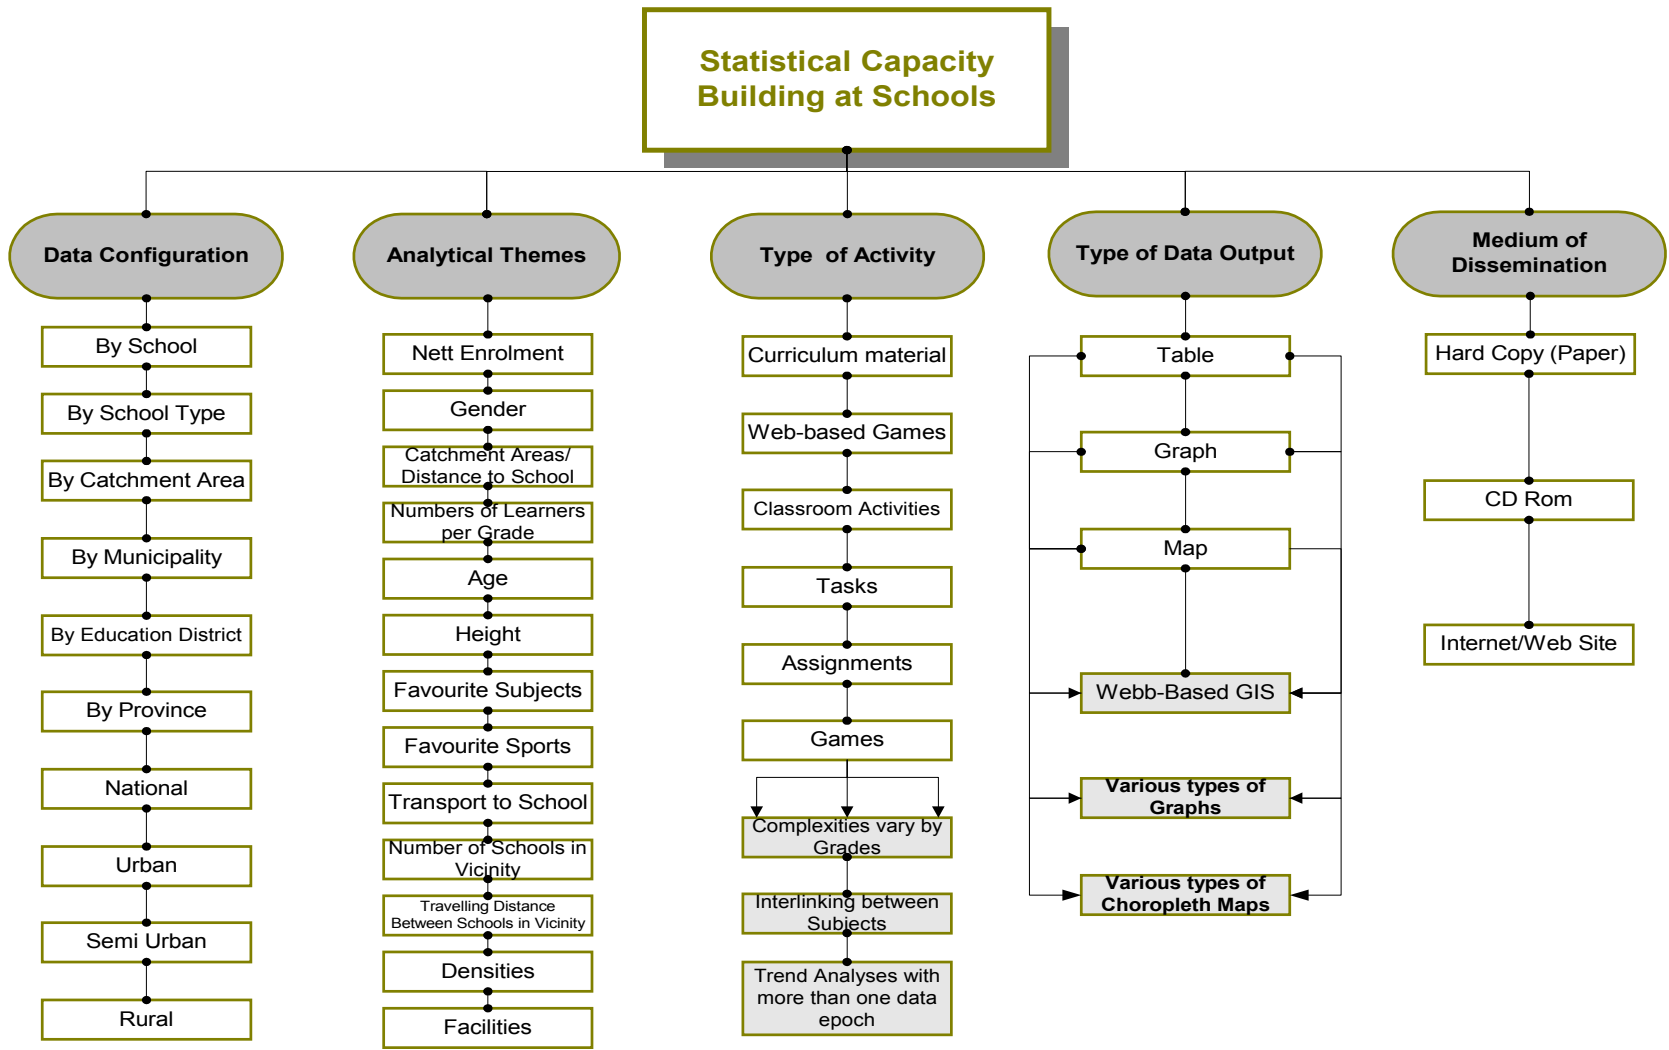 Statistical Capacity
Building at Schools
Data Configuration
By School
By School Type
By Catchment Area
By Municipality
By Education District
By Province
National
Urban
Semi Urban
Rural
Analytical Themes
Nett Enrolment
Gender
Catchment Areas/
Distance to School
Numbers of Learners
per Grade
Age
Height
Favourite Subjects
Favourite Sports
Transport to School
Number of Schools in
Vicinity
Travelling Distance
Between Schools in Vicinity
Densities
Facilities
Type of Activity
Curriculum material
Web-based Games
Classroom Activities
Tasks
Assignments
Games
Complexities vary by
Grades
Interlinking between
Subjects
Trend Analyses with
more than one data
epoch
Type of Data Output
Table
Graph
Map
Webb-Based GIS
Various types of
Graphs
Various types of
Choropleth Maps
Medium of
Dissemination
Hard Copy (Paper)
CD Rom
Internet/Web Site